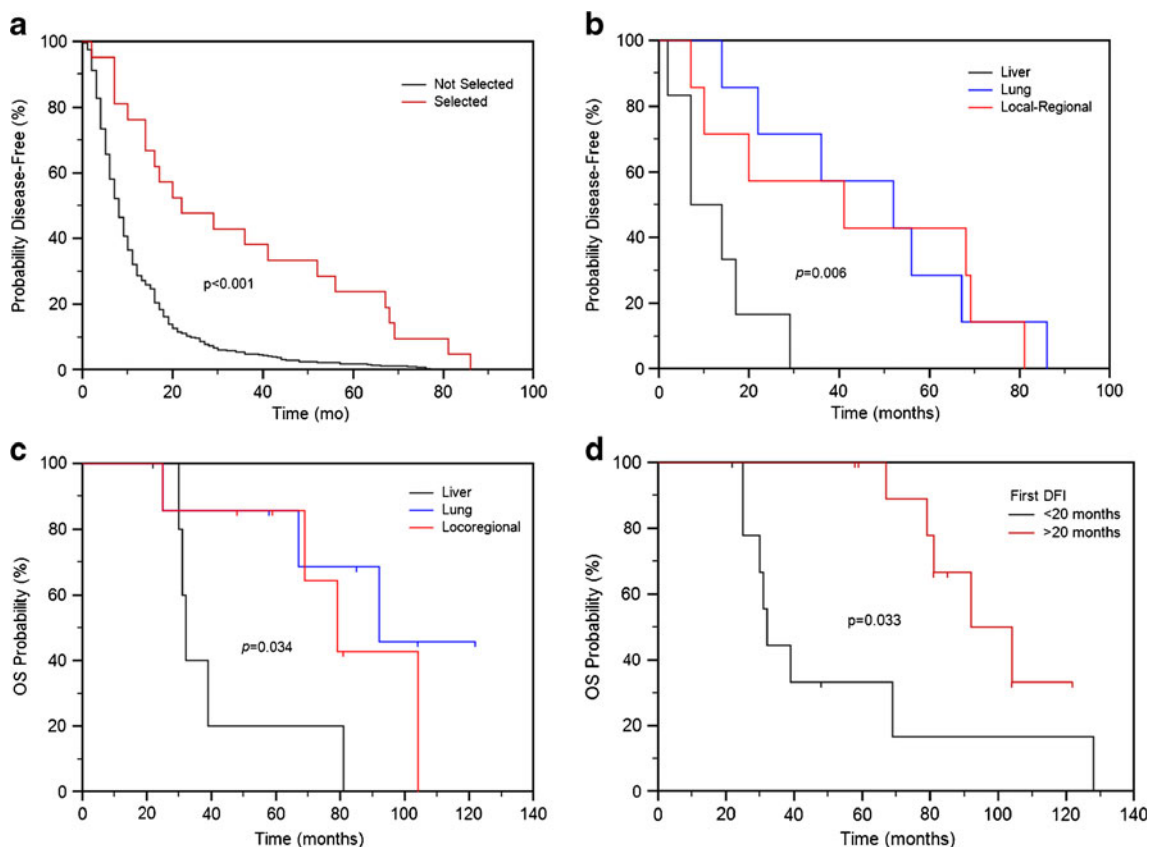 a
100
80
60
40
20
0
Probability Disease-Free (%)
Not Selected
Selected
p<0.001
0 20 40 60 80 100
Time (mo)
b
100
80
60
40
20
0
Probability Disease-Free (%)
Liver
Lung
Local-Regional
p=0.006
0 20 40 60 80 100
Time (months)
c
100
80
60
40
20
0
OS Probability (%)
Liver
Lung
Locoregional
p=0.034
0 20 40 60 80 100 120 140
Time (months)
d
100
80
60
40
20
0
OS Probability (%)
First DFI
<20 months
>20 months
p=0.033
0 20 40 60 80 100 120 140
Time (months)